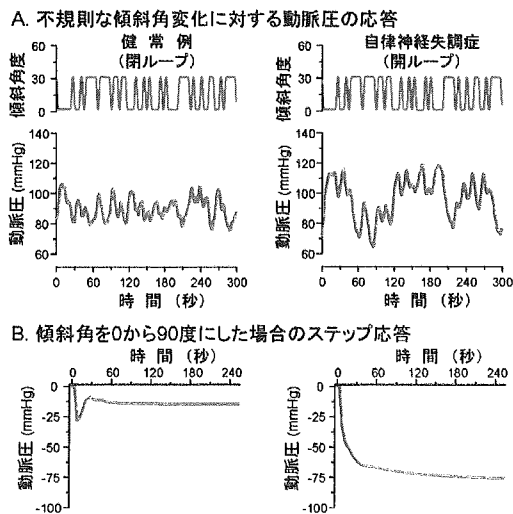 A. 不規則な傾斜角変化に対する動脈圧の応答
健常例
(閉ループ)
自律神経失調症
(開ループ)
傾斜角度
60
30
0
傾斜角度
60
30
0
動脈圧 (mmHg)
140
120
100
80
60
動脈圧 (mmHg)
140
120
100
80
60
0 60 120 180 240 300
時間 (秒)
0 60 120 180 240 300
時間 (秒)
B. 傾斜角を0から90度にした場合のステップ応答
時間 (秒)
0 60 120 180 240
時間 (秒)
0 60 120 180 240
動脈圧 (mmHg)
0
-25
-50
-75
-100
動脈圧 (mmHg)
0
-25
-50
-75
-100